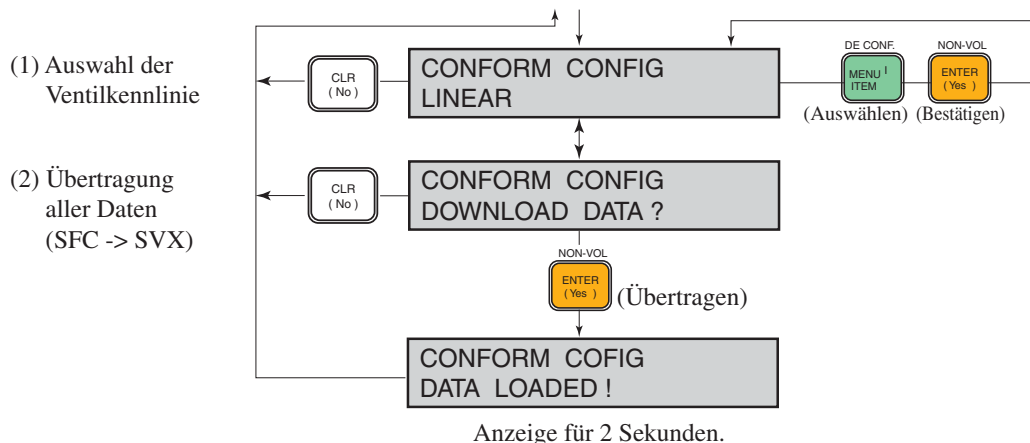 (1) Auswahl der
Ventilkennlinie
CLR
( No )
CONFORM CONFIG
LINEAR
DE CONF.
MENU I
ITEM
(Auswählen)
NON-VOL
ENTER
( Yes )
(Bestätigen)
(2) Übertragung
aller Daten
(SFC -> SVX)
CLR
( No )
CONFORM CONFIG
DOWNLOAD DATA ?
NON-VOL
ENTER
( Yes )
(Übertragen)
CONFORM COFIG
DATA LOADED !
Anzeige für 2 Sekunden.